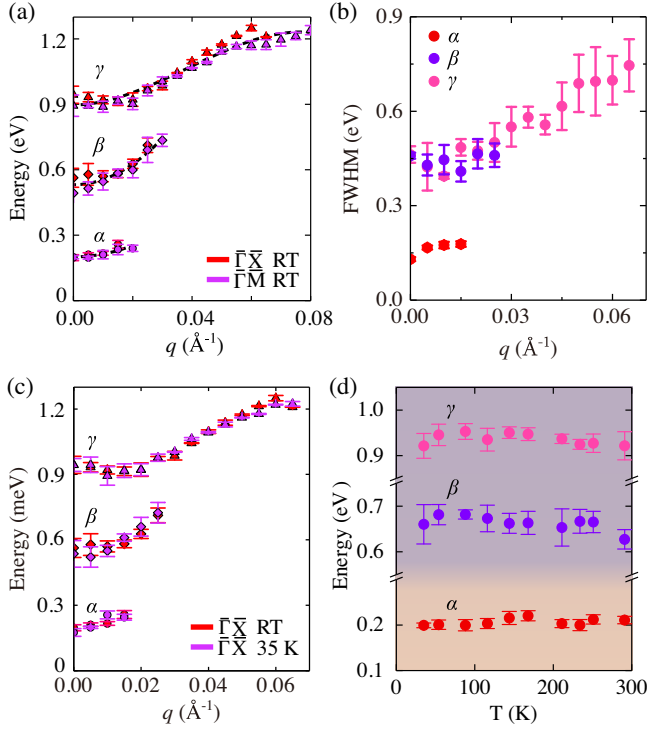 (a)
1.2
0.9
0.6
0.3
0
Energy (eV)
γ
β
α
Γ̄X̄ RT
Γ̄M̄ RT
0.00 0.04 0.08
q (Å⁻¹)
(b)
0.9
0.6
0.3
0.0
FWHM (eV)
α
β
γ
0.00 0.03 0.06
q (Å⁻¹)
(c)
1.2
0.9
0.6
0.3
0
Energy (meV)
γ
β
α
Γ̄X̄ RT
Γ̄X̄ 35 K
0.00 0.02 0.04 0.06
q (Å⁻¹)
(d)
1.0
0.9
0.7
0.6
0.2
0.1
Energy (eV)
γ
β
α
0 100 200 300
T (K)